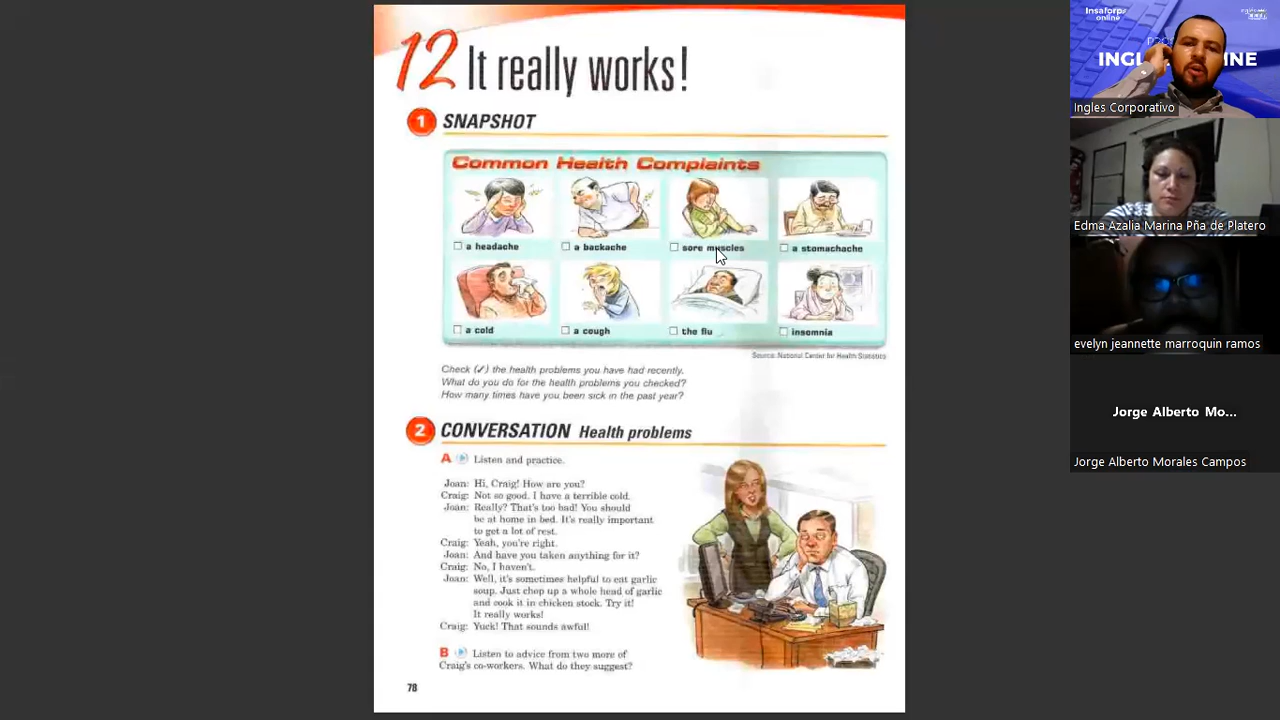 12 It really works!
1 SNAPSHOT
Common Health Complaints
a headache
a backache
sore muscles
a stomachache
a cold
a cough
the flu
insomnia
Source: National Center for Health Statistics
Check (✓) the health problems you have had recently.
What do you do for the health problems you checked?
How many times have you been sick in the past year?
2 CONVERSATION Health problems
A Listen and practice.
Joan: Hi, Craig! How are you?
Craig: Not so good. I have a terrible cold.
Joan: Really? That's too bad! You should
be at home in bed. It's really important
to get a lot of rest.
Craig: Yeah, you're right.
Joan: And have you taken anything for it?
Craig: No, I haven't.
Joan: Well, it's sometimes helpful to eat garlic
soup. Just chop up a whole head of garlic
and cook it in chicken stock. Try it!
It really works!
Craig: Yuck! That sounds awful!
B Listen to advice from two more of
Craig's co-workers. What do they suggest?
78
Insaforp
online
Ingles Corporativo
Edma Azalia Marina Pña de Platero
evelyn jeannette marroquin ramos
Jorge Alberto Mo...
Jorge Alberto Morales Campos